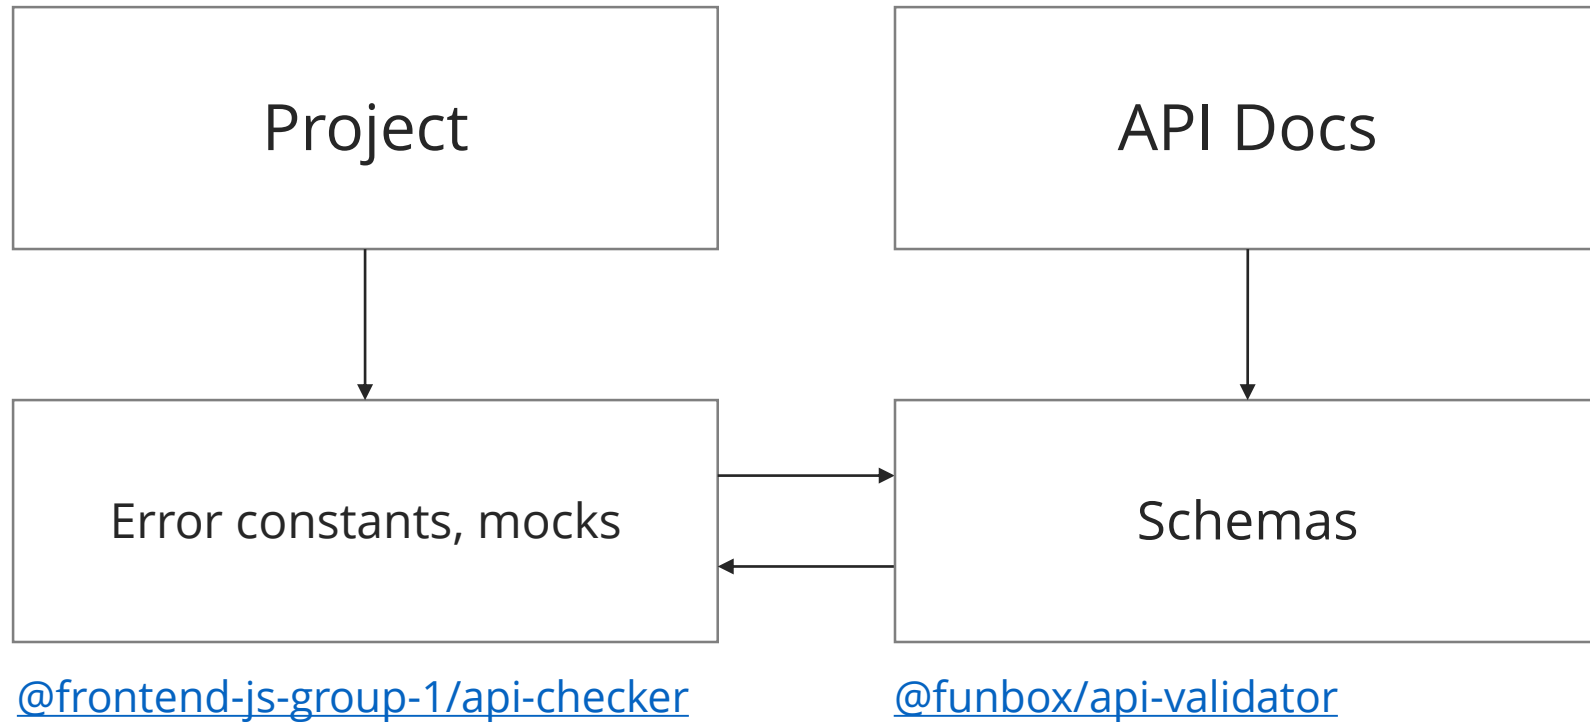 Project
API Docs
Error constants, mocks
Schemas
@frontend-js-group-1/api-checker
@funbox/api-validator